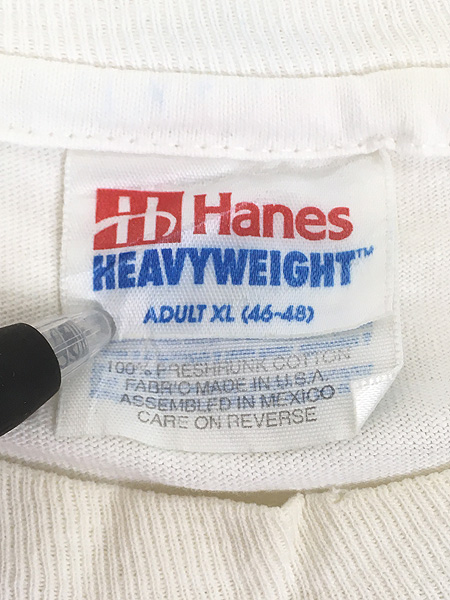 H Hanes
HEAVYWEIGHT™
ADULT XL (46-48)
100% PRESHRUNK COTTON
FABRIC MADE IN U.S.A
ASSEMBLED IN MEXICO
CARE ON REVERSE